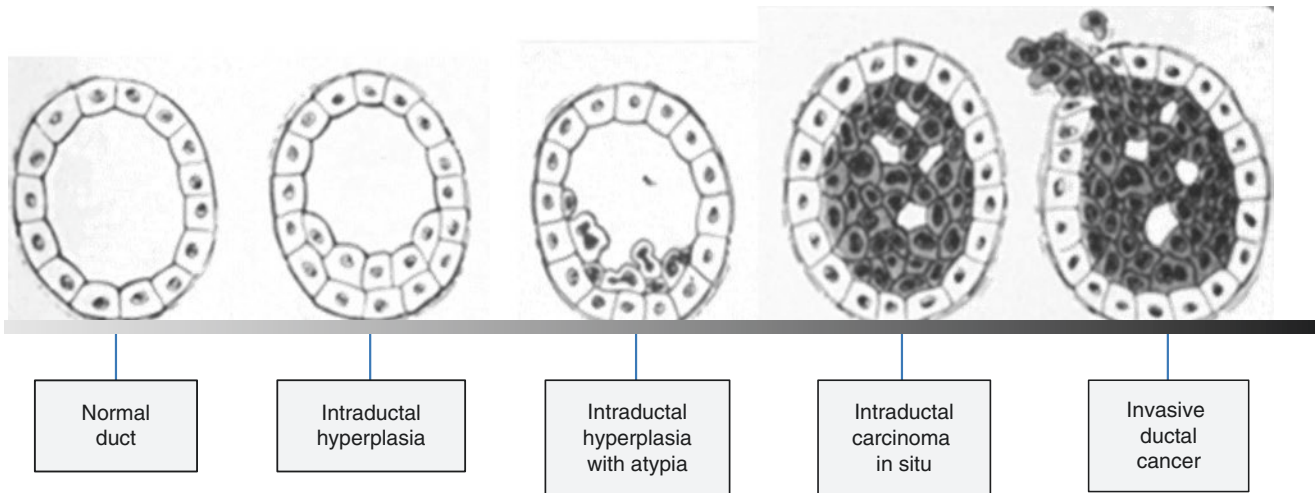 Normal
duct
Intraductal
hyperplasia
Intraductal
hyperplasia
with atypia
Intraductal
carcinoma
in situ
Invasive
ductal
cancer